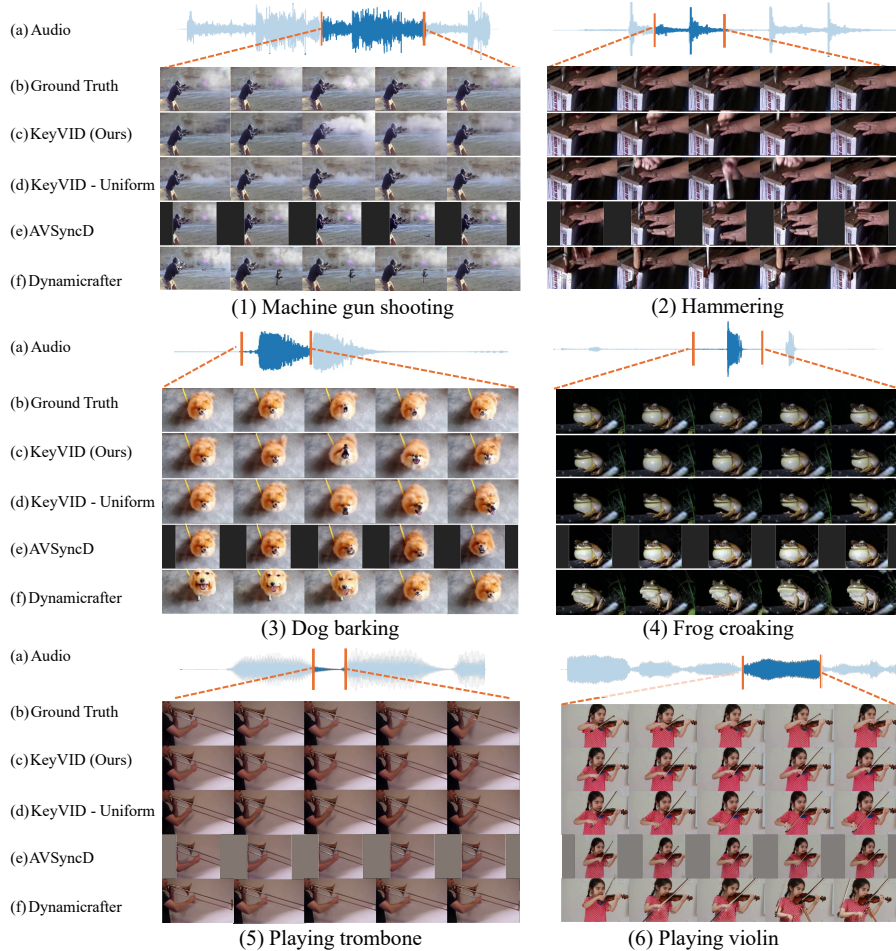 (a) Audio
(b) Ground Truth
(c) KeyVID (Ours)
(d) KeyVID - Uniform
(e) AVSyncD
(f) Dynamicrafter
(1) Machine gun shooting
(2) Hammering
(a) Audio
(b) Ground Truth
(c) KeyVID (Ours)
(d) KeyVID - Uniform
(e) AVSyncD
(f) Dynamicrafter
(3) Dog barking
(4) Frog croaking
(a) Audio
(b) Ground Truth
(c) KeyVID (Ours)
(d) KeyVID - Uniform
(e) AVSyncD
(f) Dynamicrafter
(5) Playing trombone
(6) Playing violin